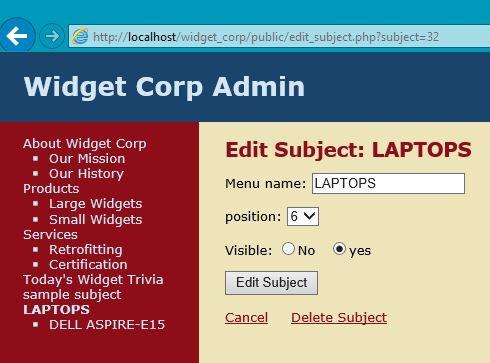 http://localhost/widget_corp/public/edit_subject.php?subject=32
Widget Corp Admin
About Widget Corp
Our Mission
Our History
Products
Large Widgets
Small Widgets
Services
Retrofitting
Certification
Today's Widget Trivia
sample subject
LAPTOPS
DELL ASPIRE-E15
Edit Subject: LAPTOPS
Menu name: LAPTOPS
position: 6
Visible: No yes
Edit Subject
Cancel Delete Subject